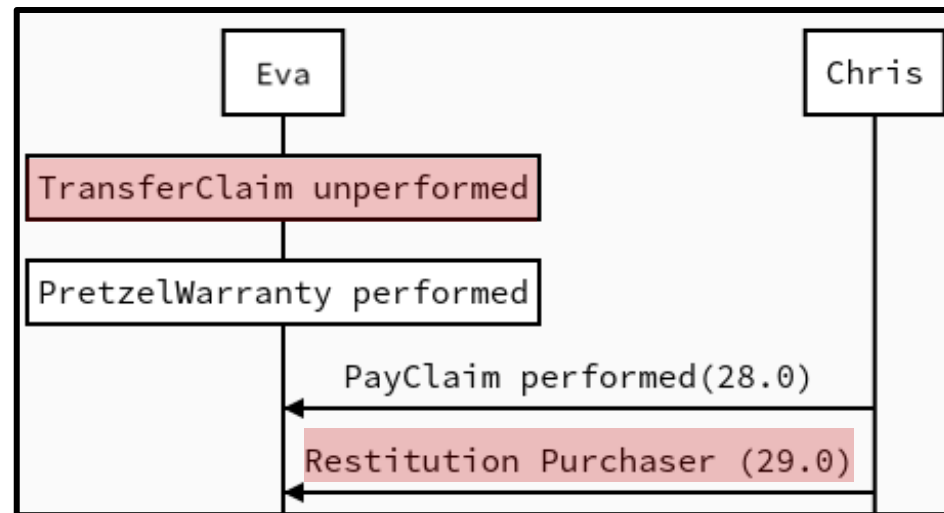 Eva
Chris
TransferClaim unperformed
PretzelWarranty performed
PayClaim performed(28.0)
Restitution Purchaser (29.0)